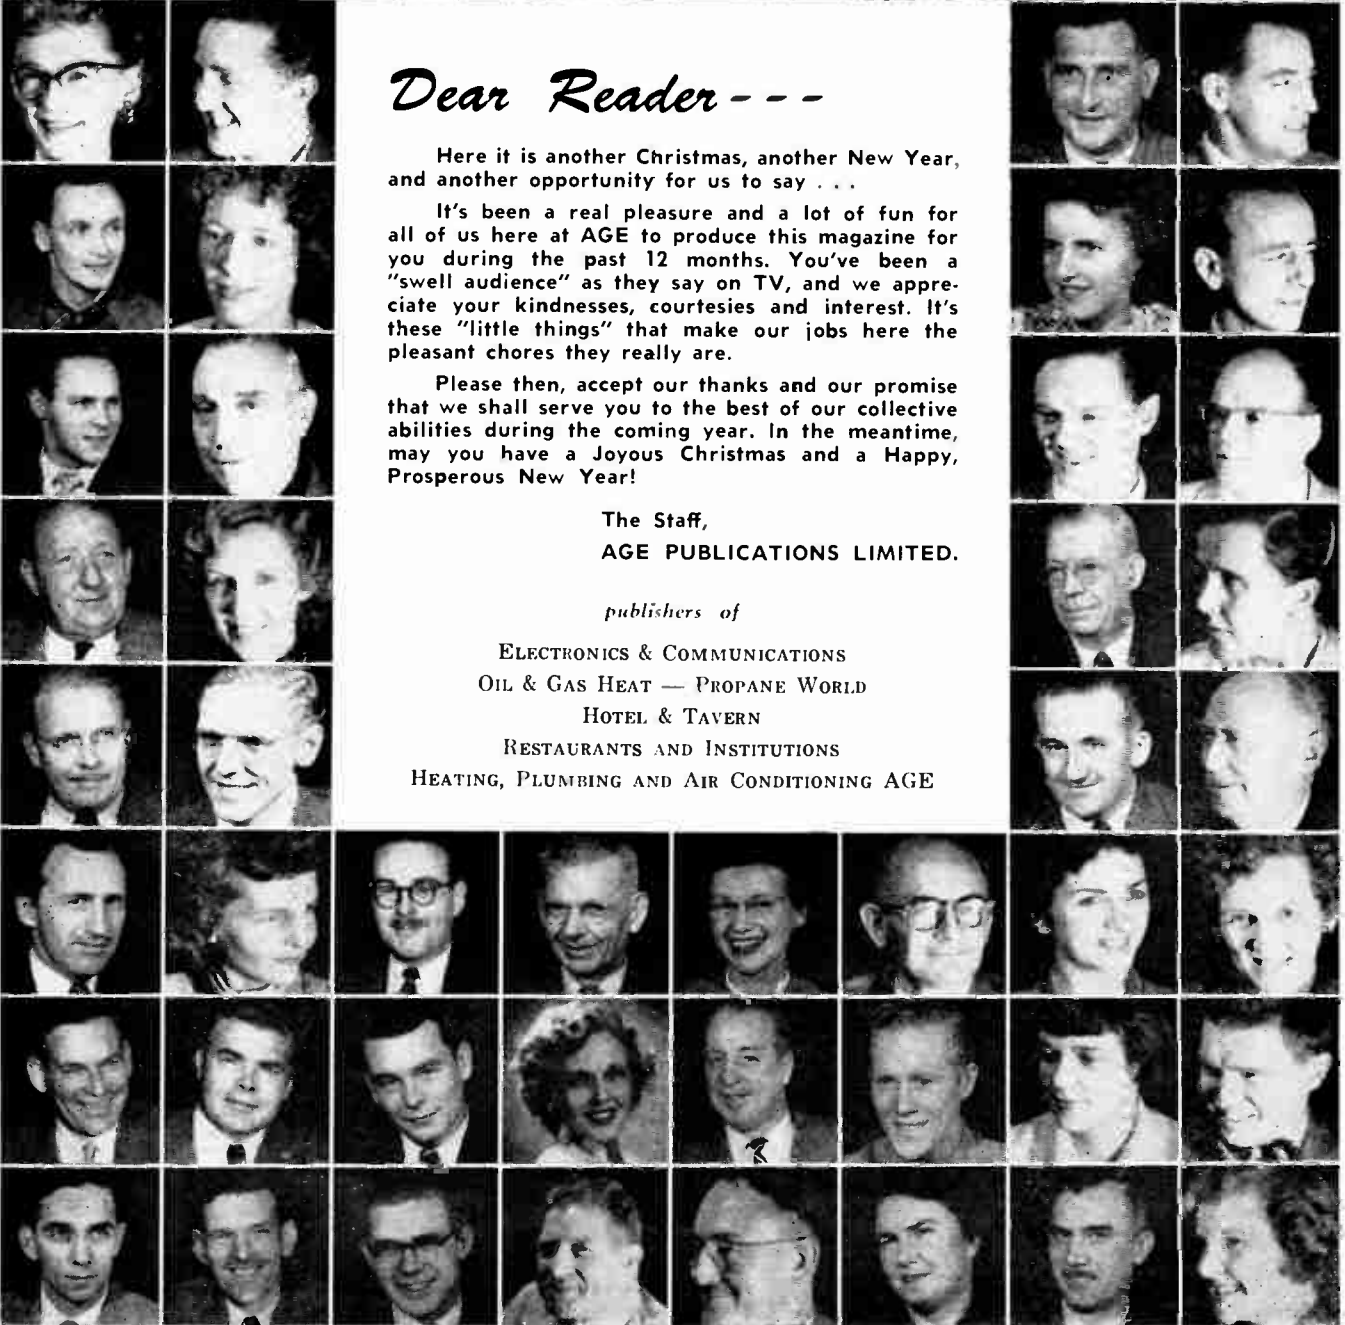 Dear Reader - - -
Here it is another Christmas, another New Year,
and another opportunity for us to say . . .
It's been a real pleasure and a lot of fun for
all of us here at AGE to produce this magazine for
you during the past 12 months. You've been a
"swell audience" as they say on TV, and we appre-
ciate your kindnesses, courtesies and interest. It's
these "little things" that make our jobs here the
pleasant chores they really are.
Please then, accept our thanks and our promise
that we shall serve you to the best of our collective
abilities during the coming year. In the meantime,
may you have a Joyous Christmas and a Happy,
Prosperous New Year!
The Staff,
AGE PUBLICATIONS LIMITED.
publishers of
ELECTRONICS & COMMUNICATIONS
OIL & GAS HEAT — PROPANE WORLD
HOTEL & TAVERN
RESTAURANTS AND INSTITUTIONS
HEATING, PLUMBING AND AIR CONDITIONING AGE